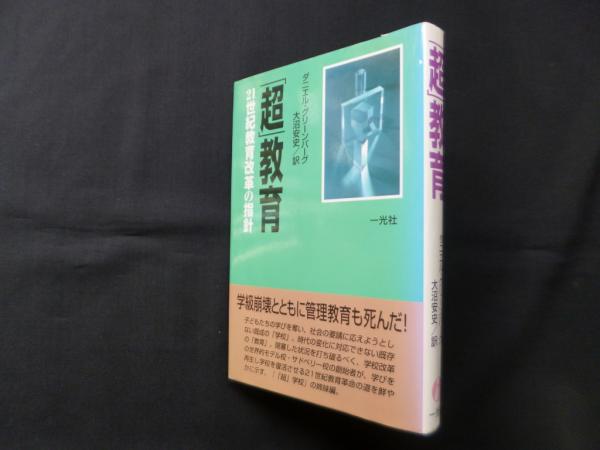 「超」教育
21世紀教育改革の指針
ダニエル・グリーンバーグ
大沼安史／訳
一光社
学級崩壊とともに管理教育も死んだ！
子どもたちの学びを奪い、社会の要請に応えようとし
ない既成の「学校」。時代の変化に対応できない既存
の「教育」。閉塞した状況を打ち破るべく、学校改革
の世界的モデル校・サドベリー校の創始者が、学びを
再生し学校を復活させる21世紀教育革命の道を鮮や
かに示す、「「超」学校」の姉妹編。
「超」教育
大沼安史／訳